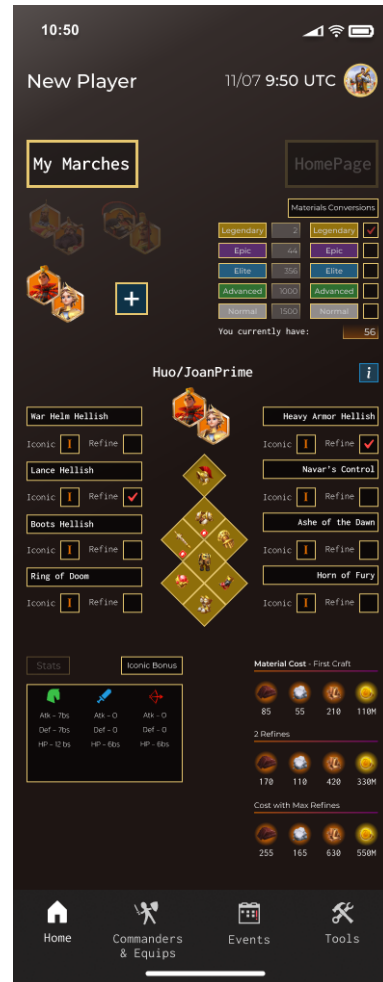 10:50
New Player
11/07 9:50 UTC
My Marches
HomePage
Materials Conversions
Legendary 2 Legendary
Epic 44 Epic
Elite 356 Elite
Advanced 1000 Advanced
Normal 1500 Normal
You currently have: 56
Huo/JoanPrime
i
War Helm Hellish
Heavy Armor Hellish
Iconic I Refine
Iconic I Refine
Lance Hellish
Navar's Control
Iconic I Refine
Iconic I Refine
Boots Hellish
Ashe of the Dawn
Iconic I Refine
Iconic I Refine
Ring of Doom
Horn of Fury
Iconic I Refine
Iconic I Refine
Stats
Iconic Bonus
Atk - 7bs Atk - 0 Atk - 0
Def - 7bs Def - 0 Def - 0
HP - 12 bs HP - 6bs HP - 6bs
Material Cost - First Craft
85 55 210 110M
2 Refines
170 110 420 330M
Cost with Max Refines
255 165 630 550M
Home
Commanders
& Equips
Events
Tools